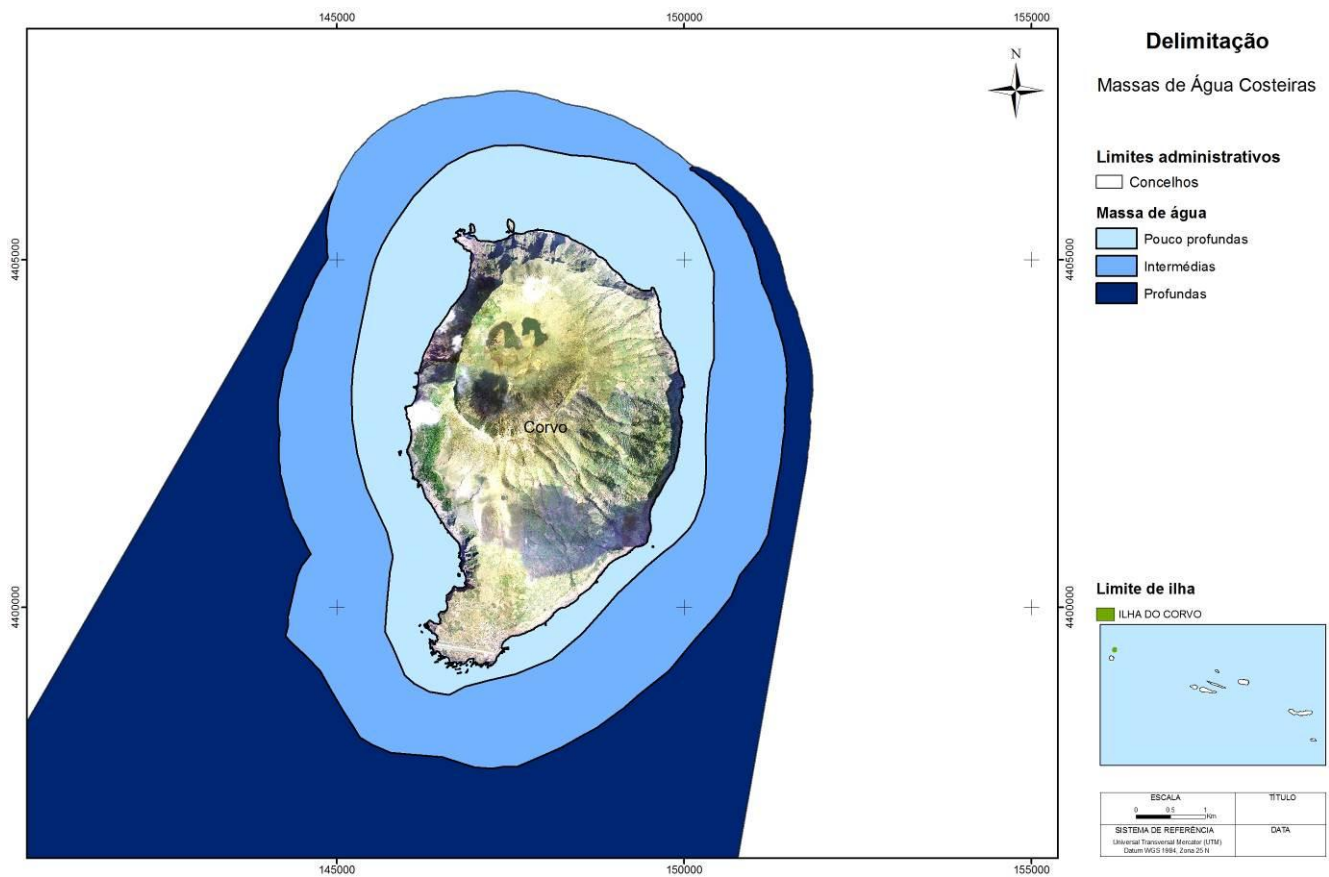 145000
150000
155000
Delimitação
Massas de Água Costeiras
N
Limites administrativos
Concelhos
Massa de água
Pouco profundas
Intermédias
Profundas
4405000
4405000
Corvo
4400000
4400000
Limite de ilha
ILHA DO CORVO
ESCALA
0 0.5 1
Km
TÍTULO
SISTEMA DE REFERÊNCIA
Universal Transversal Mercator (UTM)
Datum WGS 1984, Zona 25 N
DATA
145000
150000
155000